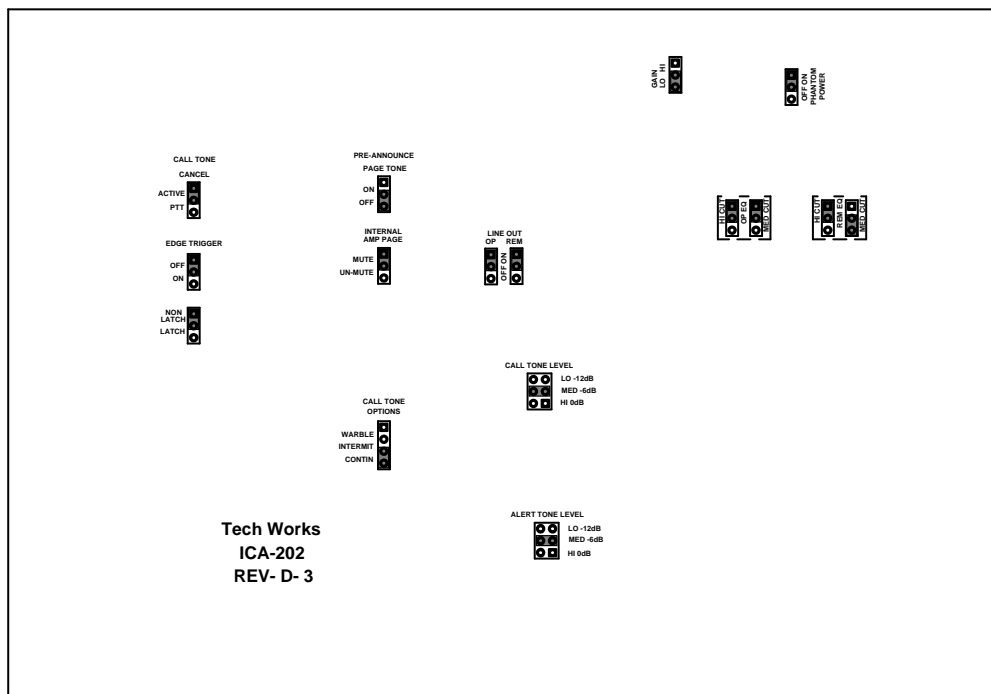 GAIN
LO HI
OFF ON
PHANTOM
POWER
CALL TONE
CANCEL
ACTIVE
PTT
PRE-ANNOUNCE
PAGE TONE
ON
OFF
HI CUT
OP EQ
MED CUT
HI CUT
REM EQ
MED CUT
EDGE TRIGGER
OFF
ON
INTERNAL
AMP PAGE
MUTE
UN-MUTE
LINE OUT
OP REM
OFF ON
NON
LATCH
LATCH
CALL TONE LEVEL
LO -12dB
MED -6dB
HI 0dB
CALL TONE
OPTIONS
WARBLE
INTERMIT
CONTIN
ALERT TONE LEVEL
LO -12dB
MED -6dB
HI 0dB
Tech Works
ICA-202
REV- D- 3